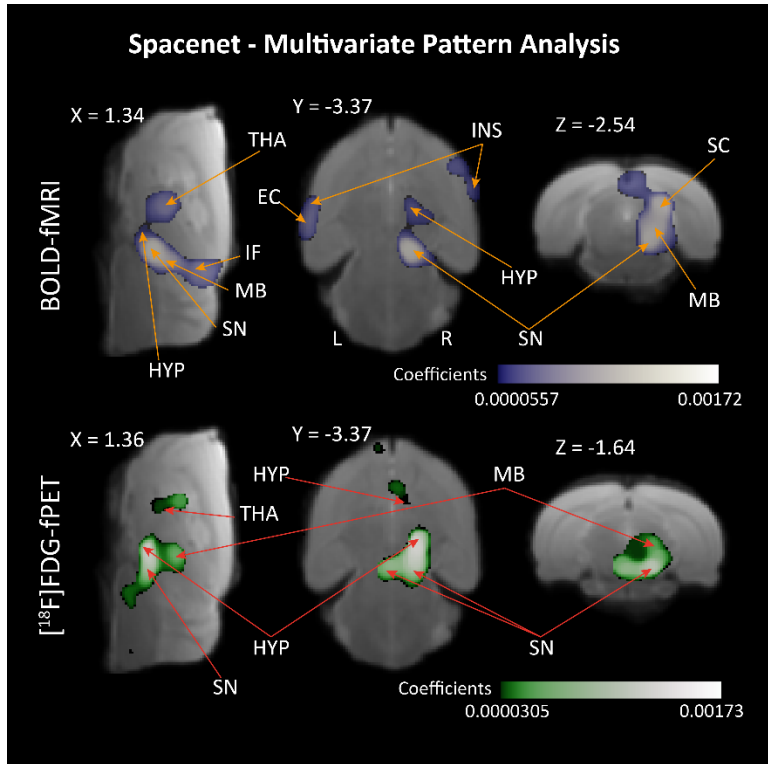 Spacenet - Multivariate Pattern Analysis
BOLD-fMRI
X = 1.34
Y = -3.37
Z = -2.54
THA
INS
SC
EC
IF
MB
SN
HYP
HYP
SN
MB
L
R
Coefficients
0.0000557
0.00172
[¹⁸F]FDG-fPET
X = 1.36
Y = -3.37
Z = -1.64
HYP
MB
THA
HYP
SN
SN
Coefficients
0.0000305
0.00173